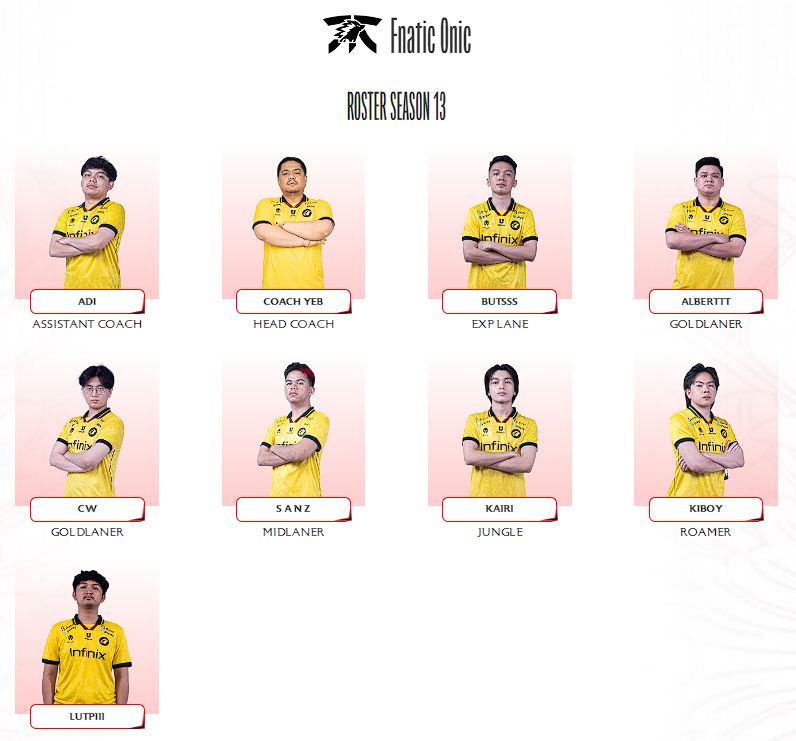 Fnatic Onic
ROSTER SEASON 13
ADI
ASSISTANT COACH
COACH YEB
HEAD COACH
BUTSSS
EXP LANE
ALBERTTT
GOLDLANER
CW
GOLDLANER
S A N Z
MIDLANER
KAIRI
JUNGLE
KIBOY
ROAMER
Infinix
LUTPIII